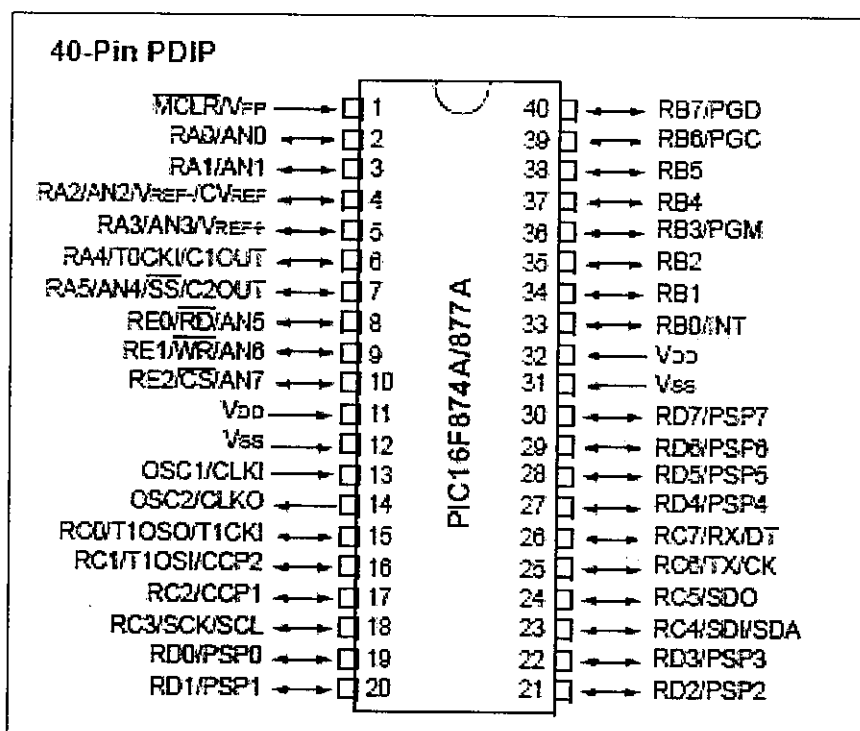 40-Pin PDIP
MCLR/VPP 1
RA0/AN0 2
RA1/AN1 3
RA2/AN2/VREF-/CVREF 4
RA3/AN3/VREF+ 5
RA4/T0CKI/C1OUT 6
RA5/AN4/SS/C2OUT 7
RE0/RD/AN5 8
RE1/WR/AN6 9
RE2/CS/AN7 10
VDD 11
VSS 12
OSC1/CLKI 13
OSC2/CLKO 14
RC0/T1OSO/T1CKI 15
RC1/T1OSI/CCP2 16
RC2/CCP1 17
RC3/SCK/SCL 18
RD0/PSP0 19
RD1/PSP1 20
PIC16F874A/877A
40 RB7/PGD
39 RB6/PGC
38 RB5
37 RB4
36 RB3/PGM
35 RB2
34 RB1
33 RB0/INT
32 VDD
31 VSS
30 RD7/PSP7
29 RD6/PSP6
28 RD5/PSP5
27 RD4/PSP4
26 RC7/RX/DT
25 RC6/TX/CK
24 RC5/SDO
23 RC4/SDI/SDA
22 RD3/PSP3
21 RD2/PSP2